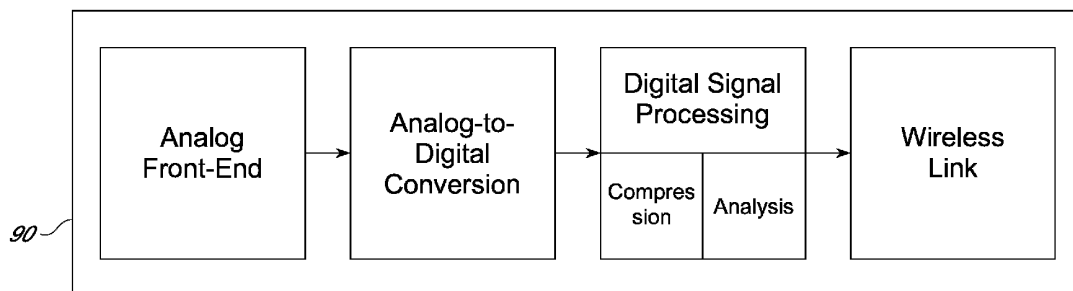 Analog
Front-End
Analog-to-
Digital
Conversion
Digital Signal
Processing
Compres
sion
Analysis
Wireless
Link
90